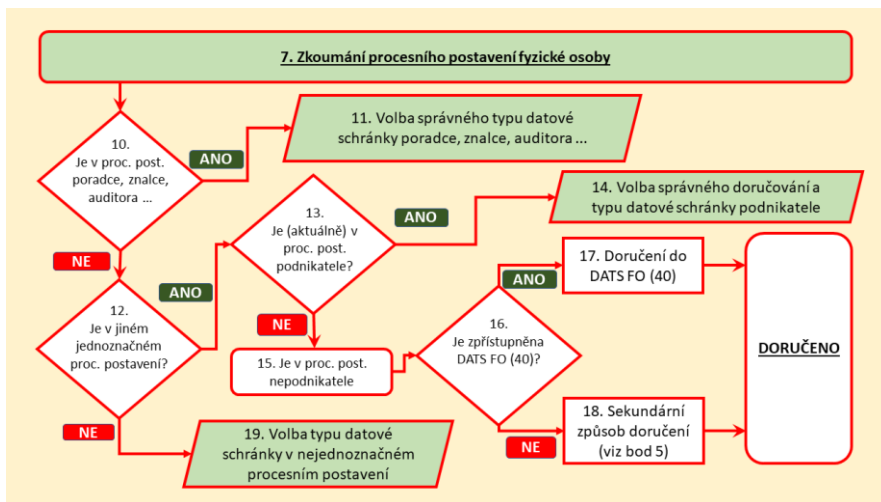 7. Zkoumání procesního postavení fyzické osoby
11. Volba správného typu datové
schránky poradce, znalce, auditora ...
10.
Je v proc. post.
poradce, znalce,
auditora ...
ANO
13.
Je (aktuálně) v
proc. post.
podnikatele?
ANO
14. Volba správného doručování a
typu datové schránky podnikatele
NE
12.
Je v jiném
jednoznačném
proc. postavení?
ANO
NE
15. Je v proc. post.
nepodnikatele
16.
Je zpřístupněna
DATS FO (40)?
ANO
17. Doručení do
DATS FO (40)
DORUČENO
NE
18. Sekundární
způsob doručení
(viz bod 5)
NE
19. Volba typu datové
schránky v nejednoznačném
procesním postavení